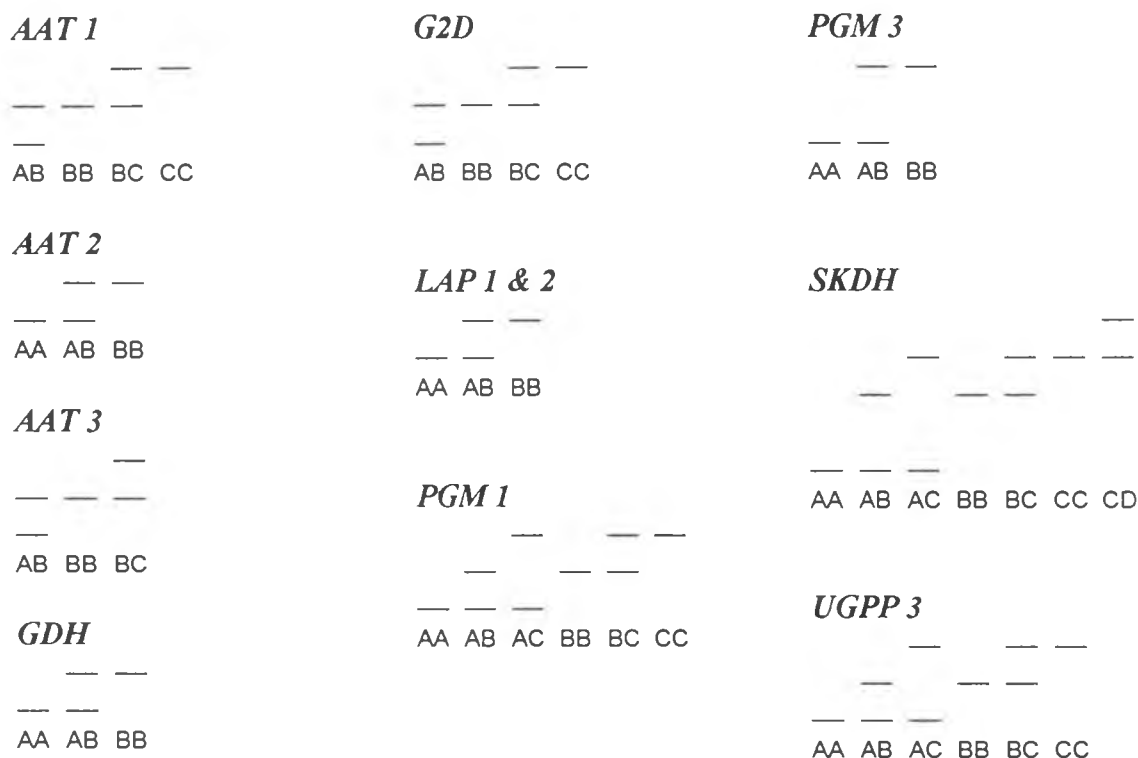 AAT 1
AB BB BC CC
AAT 2
AA AB BB
AAT 3
AB BB BC
GDH
AA AB BB
G2D
AB BB BC CC
LAP 1 & 2
AA AB BB
PGM 1
AA AB AC BB BC CC
PGM 3
AA AB BB
SKDH
AA AB AC BB BC CC CD
UGPP 3
AA AB AC BB BC CC